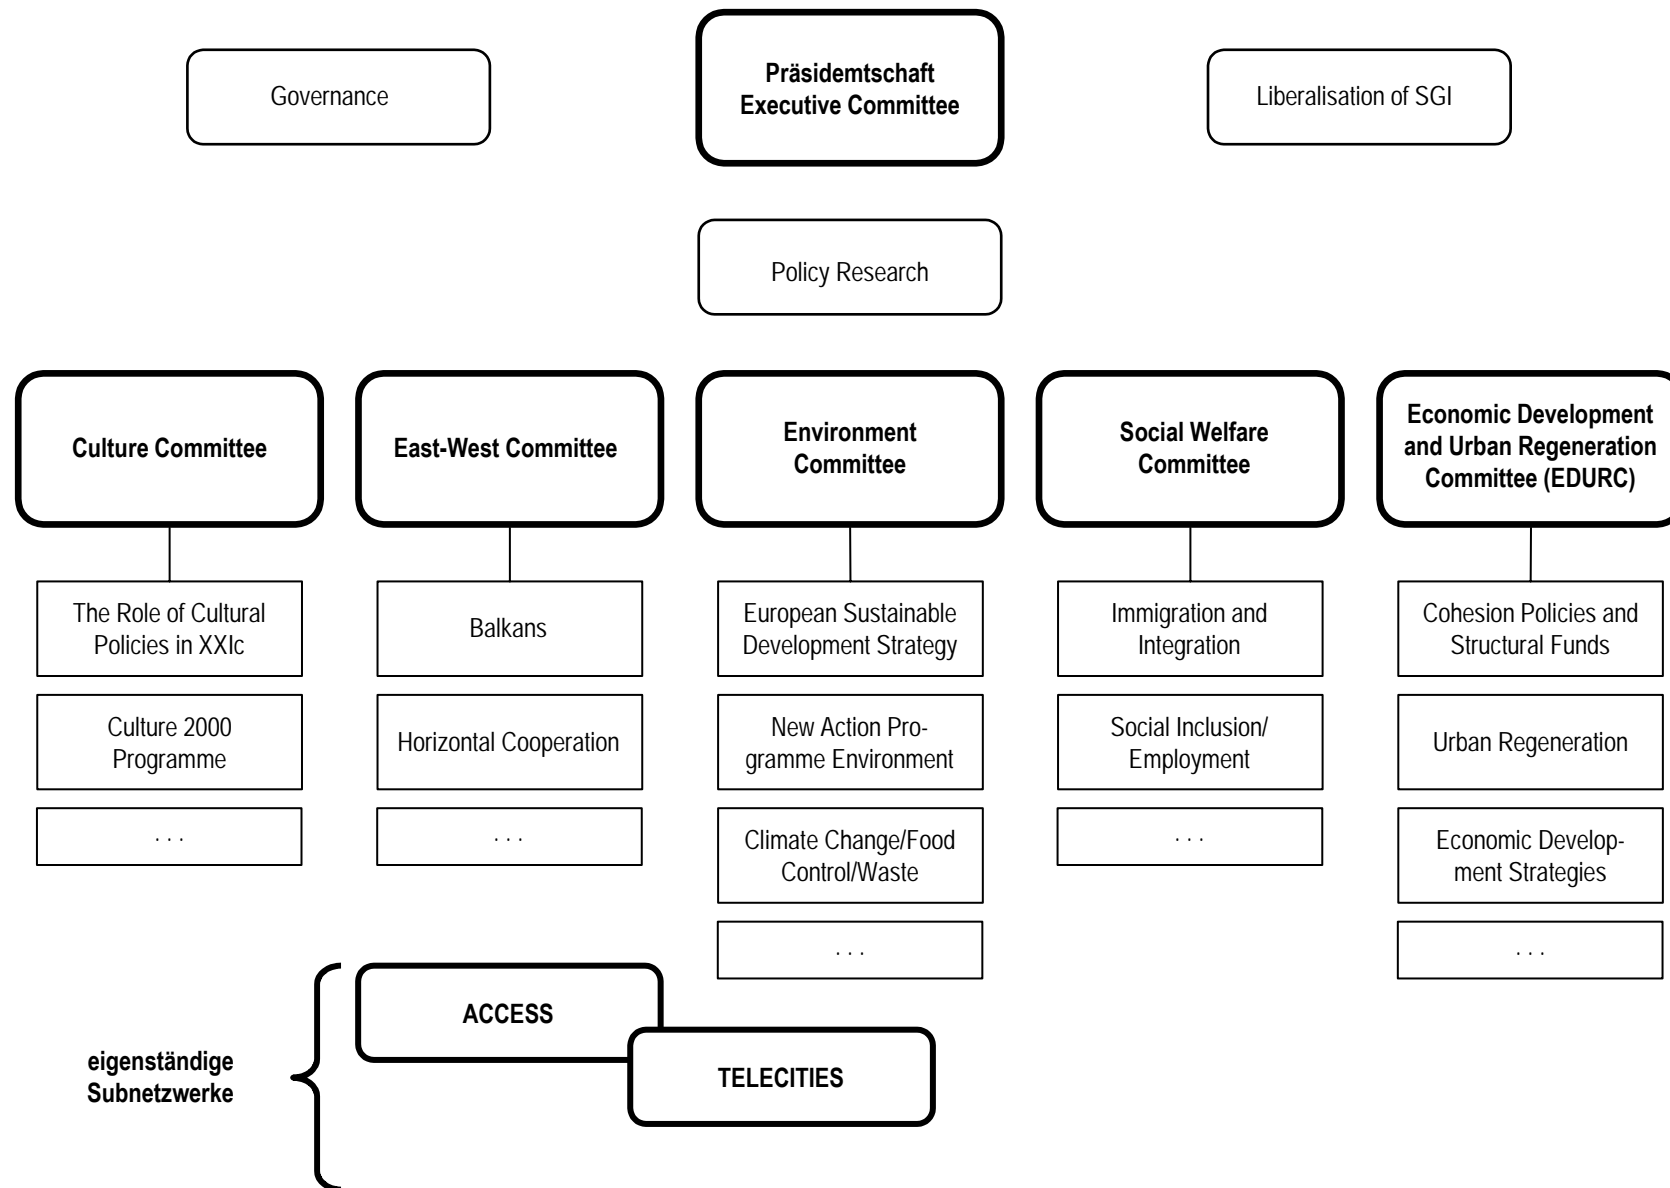 Governance
Präsidemtschaft
Executive Committee
Liberalisation of SGI
Policy Research
Culture Committee
East-West Committee
Environment
Committee
Social Welfare
Committee
Economic Development
and Urban Regeneration
Committee (EDURC)
The Role of Cultural
Policies in XXIc
Balkans
European Sustainable
Development Strategy
Immigration and
Integration
Cohesion Policies and
Structural Funds
Culture 2000
Programme
Horizontal Cooperation
New Action Pro-
gramme Environment
Social Inclusion/
Employment
Urban Regeneration
. . .
. . .
Climate Change/Food
Control/Waste
. . .
Economic Develop-
ment Strategies
. . .
. . .
eigenständige
Subnetzwerke
ACCESS
TELECITIES